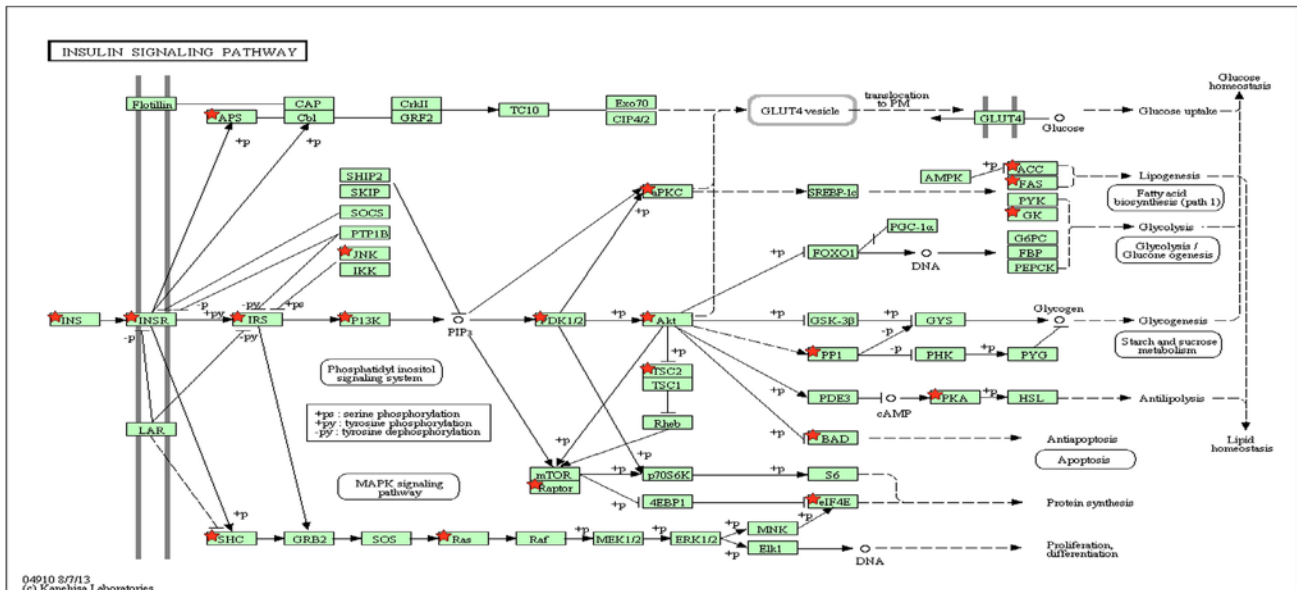 INSULIN SIGNALING PATHWAY
Flotillin
CAP
Cbl
APS
CrkII
GRF2
TC10
Exo70
CIP4/2
GLUT4 vesicle
translocation
to PM
GLUT4
Glucose
Glucose uptake
Glucose
homeostasis
+p
+p
SHIP2
SKIP
SOCS
PTP1B
JNK
IKK
aPKC
+p
SREBP-1c
AMPK
+p
ACC
FAS
PYK
GK
Lipogenesis
Fatty acid
biosynthesis (path 1)
Glycolysis
Glycolysis /
Glucone ogenesis
PGC-1α
FOXO1
DNA
G6PC
FBP
PEPCK
INS
INSR
-p
+py
-p
IRS
-py
+ps
-py
P13K
PIP3
PDK1/2
+p
Akt
+p
+p
GSK-3β
-p
GYS
Glycogen
Glycogenesis
Starch and sucrose
metabolism
PP1
-p
PHK
+p
PYG
+p
TSC2
TSC1
Rheb
+p
PDE3
cAMP
PKA
+p
HSL
Antilipolysis
+p
BAD
Antiapoptosis
Apoptosis
Lipid
homeostasis
Phosphatidyl inositol
signaling system
+ps : serine phosphorylation
+py : tyrosine phosphorylation
-py : tyrosine dephosphorylation
LAR
MAPK signaling
pathway
+p
mTOR
Raptor
+p
p70S6K
+p
S6
+p
4EBP1
+p
eIF4E
Protein synthesis
+p
SHC
GRB2
SOS
Ras
Raf
+p
MEK1/2
+p
ERK1/2
+p
MNK
+p
+p
Elk1
DNA
Proliferation,
differentiation
04910 8/7/13
(c) Kanehisa Laboratories